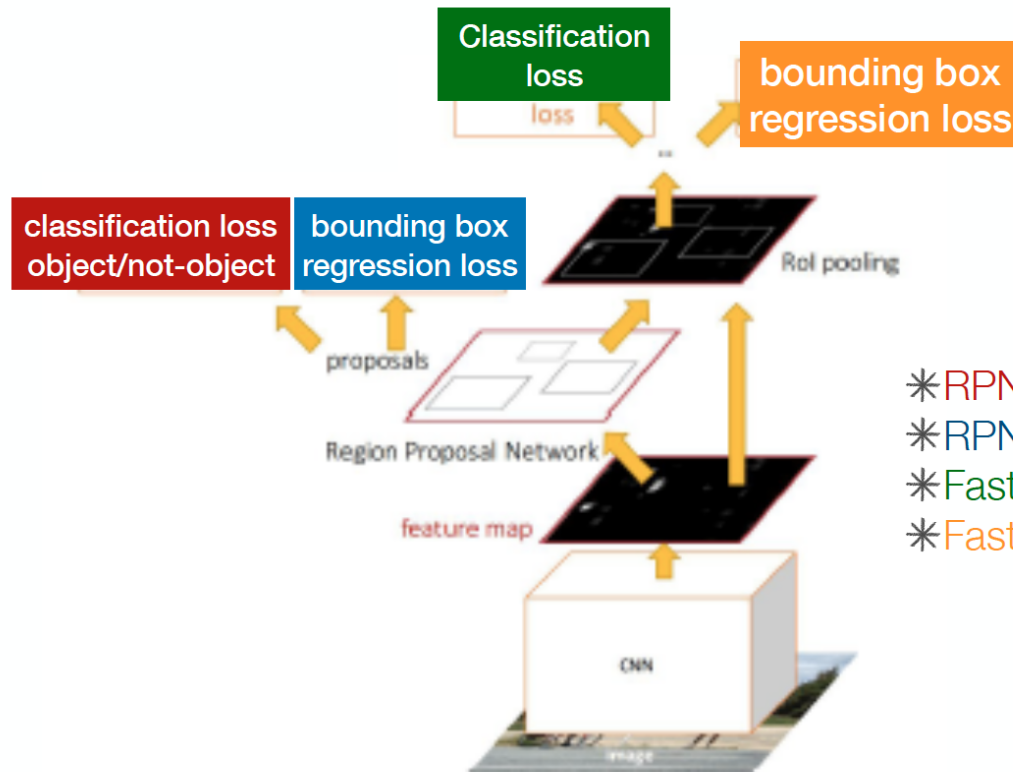 Classification
loss
bounding box
regression loss
loss
classification loss
object/not-object
bounding box
regression loss
RoI pooling
proposals
Region Proposal Network
feature map
CNN
image
✳RPN
✳RPN
✳Fast
✳Fast